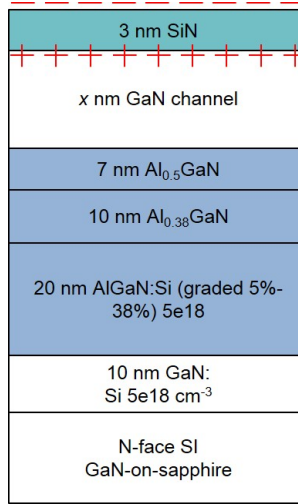 3 nm SiN
x nm GaN channel
7 nm Al₀.₅GaN
10 nm Al₀.₃₈GaN
20 nm AlGaN:Si (graded 5%-
38%) 5e18
10 nm GaN:
Si 5e18 cm⁻³
N-face SI
GaN-on-sapphire